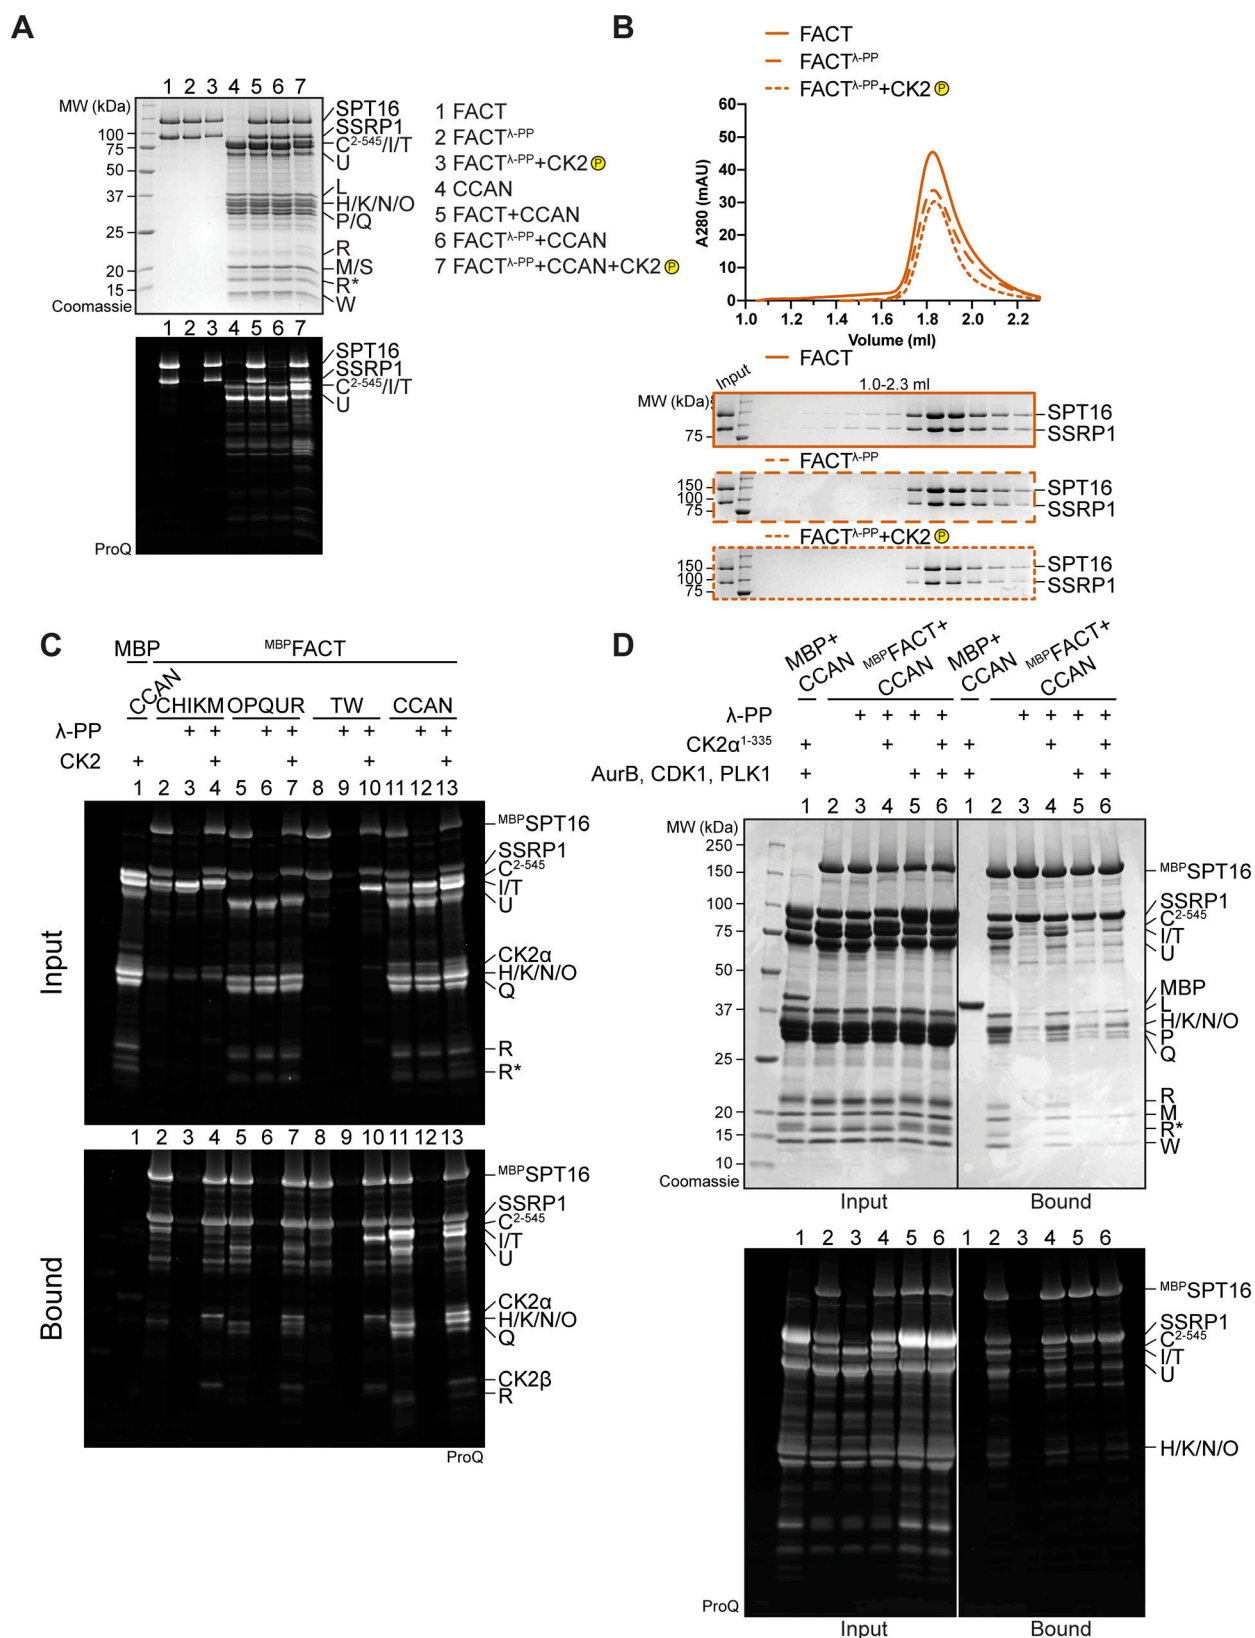 A
1 2 3 4 5 6 7
MW (kDa)
100
75
50
37
25
20
15
Coomassie
SPT16
SSRP1
C2-545/I/T
U
L
H/K/N/O
P/Q
R
M/S
R*
W
1 FACT
2 FACTλ-PP
3 FACTλ-PP+CK2 P
4 CCAN
5 FACT+CCAN
6 FACTλ-PP+CCAN
7 FACTλ-PP+CCAN+CK2 P
1 2 3 4 5 6 7
SPT16
SSRP1
C2-545/I/T
U
ProQ
B
FACT
FACTλ-PP
FACTλ-PP+CK2 P
A280 (mAU)
60
50
40
30
20
10
0
1.0 1.2 1.4 1.6 1.8 2.0 2.2
Volume (ml)
FACT
Input
1.0-2.3 ml
MW (kDa)
75
SPT16
SSRP1
FACTλ-PP
150
100
75
SPT16
SSRP1
FACTλ-PP+CK2 P
150
100
75
SPT16
SSRP1
C
MBP
MBPFACT
CCAN
CHIKM OPQUR TW CCAN
λ-PP + + + + + + + +
CK2 + + + + +
1 2 3 4 5 6 7 8 9 10 11 12 13
Input
MBPSPT16
SSRP1
C2-545
I/T
U
CK2α
H/K/N/O
Q
R
R*
1 2 3 4 5 6 7 8 9 10 11 12 13
Bound
MBPSPT16
SSRP1
C2-545
I/T
U
CK2α
H/K/N/O
Q
CK2β
R
ProQ
D
MBP+
CCAN
MBPFACT+
CCAN
MBP+
CCAN
MBPFACT+
CCAN
λ-PP + + + + + + + +
CK2α1-335 + + + + + +
AurB, CDK1, PLK1 + + + + + +
1 2 3 4 5 6 1 2 3 4 5 6
MW (kDa)
250
150
100
75
50
37
25
20
15
10
Coomassie
MBPSPT16
SSRP1
C2-545
I/T
U
MBP
L
H/K/N/O
P
Q
R
M
R*
W
Input Bound
1 2 3 4 5 6 1 2 3 4 5 6
MBPSPT16
SSRP1
C2-545
I/T
U
H/K/N/O
ProQ
Input Bound